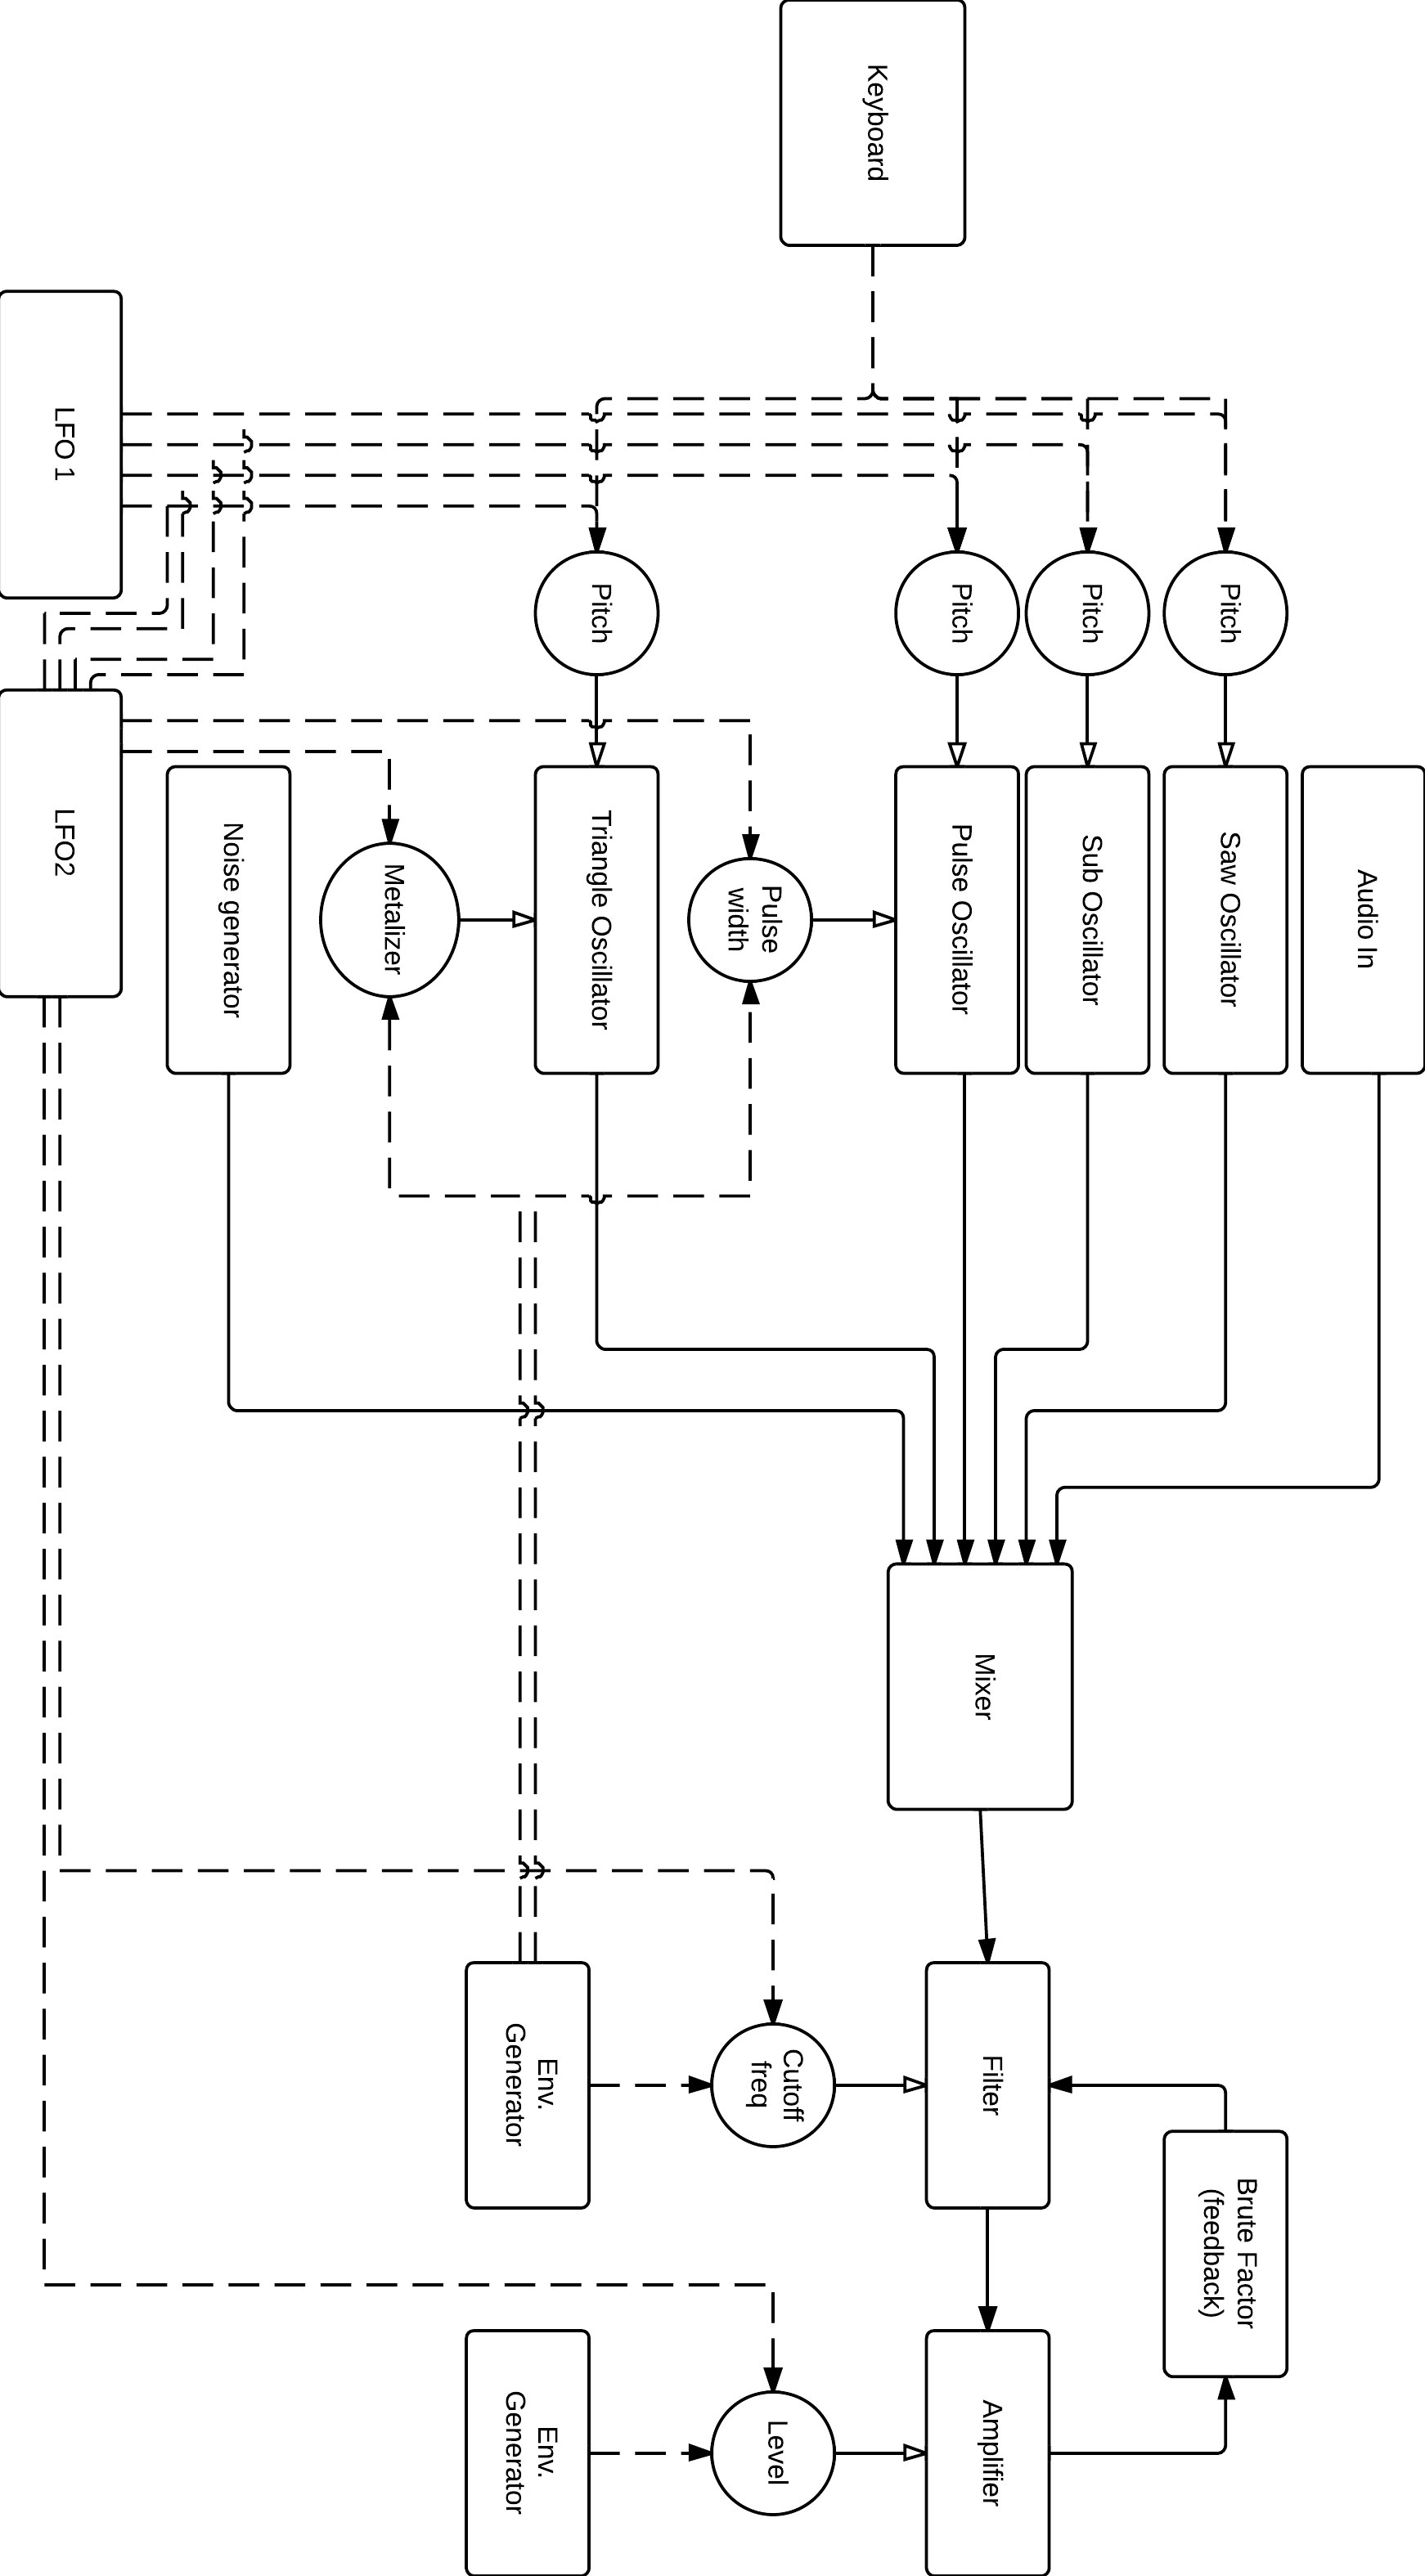 Audio In
Pitch
Saw Oscillator
Brute Factor
(feedback)
Pitch
Sub Oscillator
Keyboard
Pitch
Pulse Oscillator
Mixer
Filter
Amplifier
Pulse
width
Cutoff
freq
Level
Pitch
Triangle Oscillator
Env.
Generator
Env.
Generator
Metalizer
Noise generator
LFO 1
LFO2